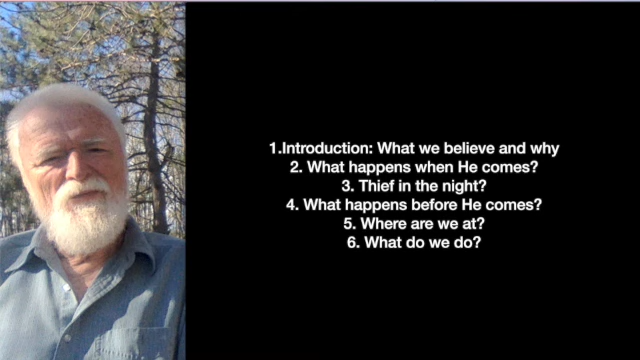 1.Introduction: What we believe and why
2. What happens when He comes?
3. Thief in the night?
4. What happens before He comes?
5. Where are we at?
6. What do we do?